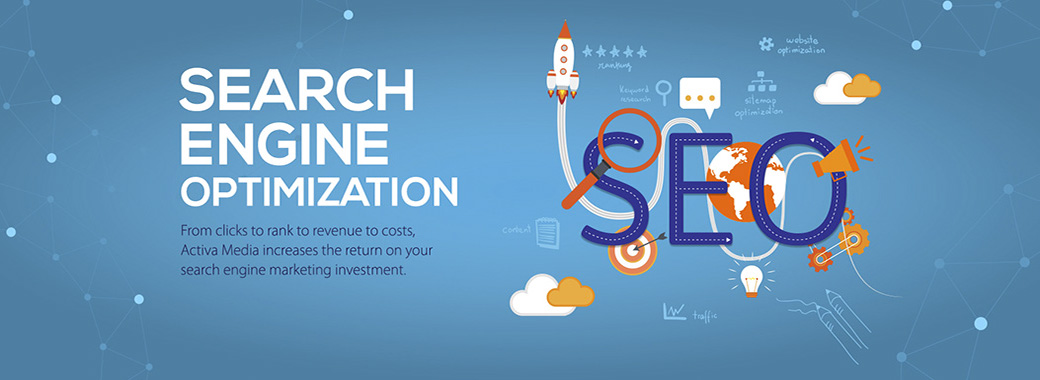 SEARCH
ENGINE
OPTIMIZATION
From clicks to rank to revenue to costs,
Activa Media increases the return on your
search engine marketing investment.
ranking
website
optimization
Keyword
research
sitemap
optimization
SEO
content
traffic